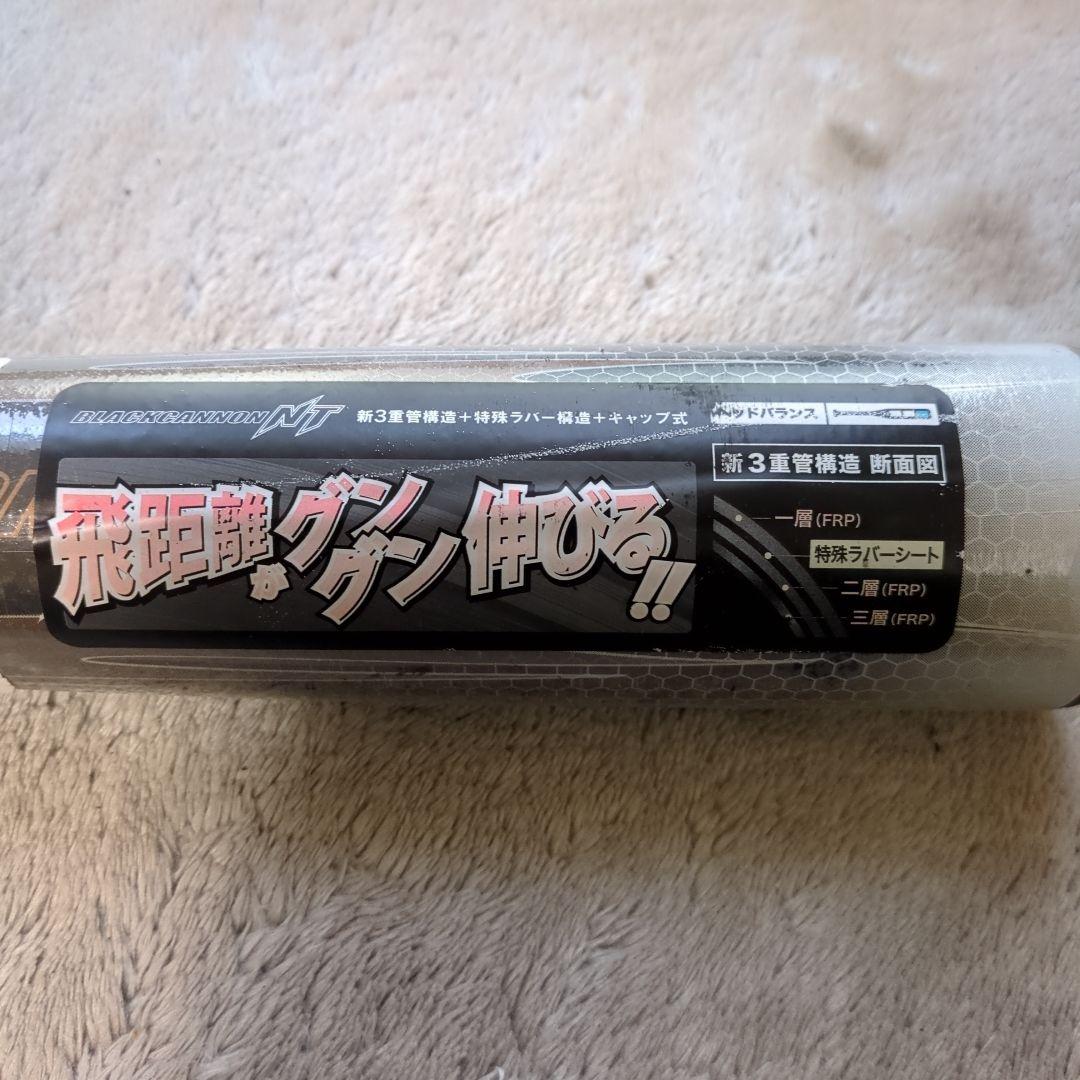 BLACKCANNON NT
新3重管構造+特殊ラバー構造+キャップ式
ヘッドバランス
飛距離がグングン伸びる!!
新3重管構造 断面図
一層(FRP)
特殊ラバーシート
二層(FRP)
三層(FRP)